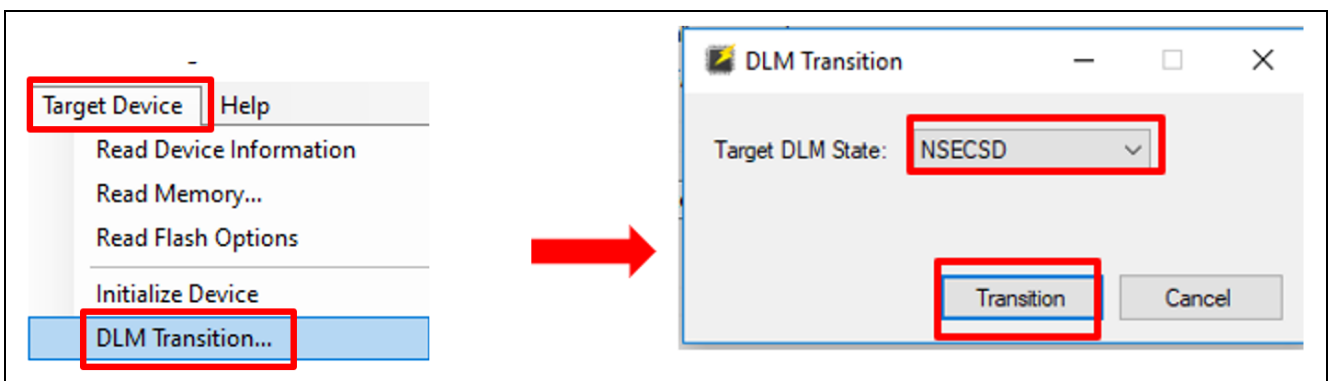 Target Device Help
Read Device Information
Read Memory...
Read Flash Options
Initialize Device
DLM Transition...
DLM Transition
Target DLM State: NSECSD
Transition Cancel